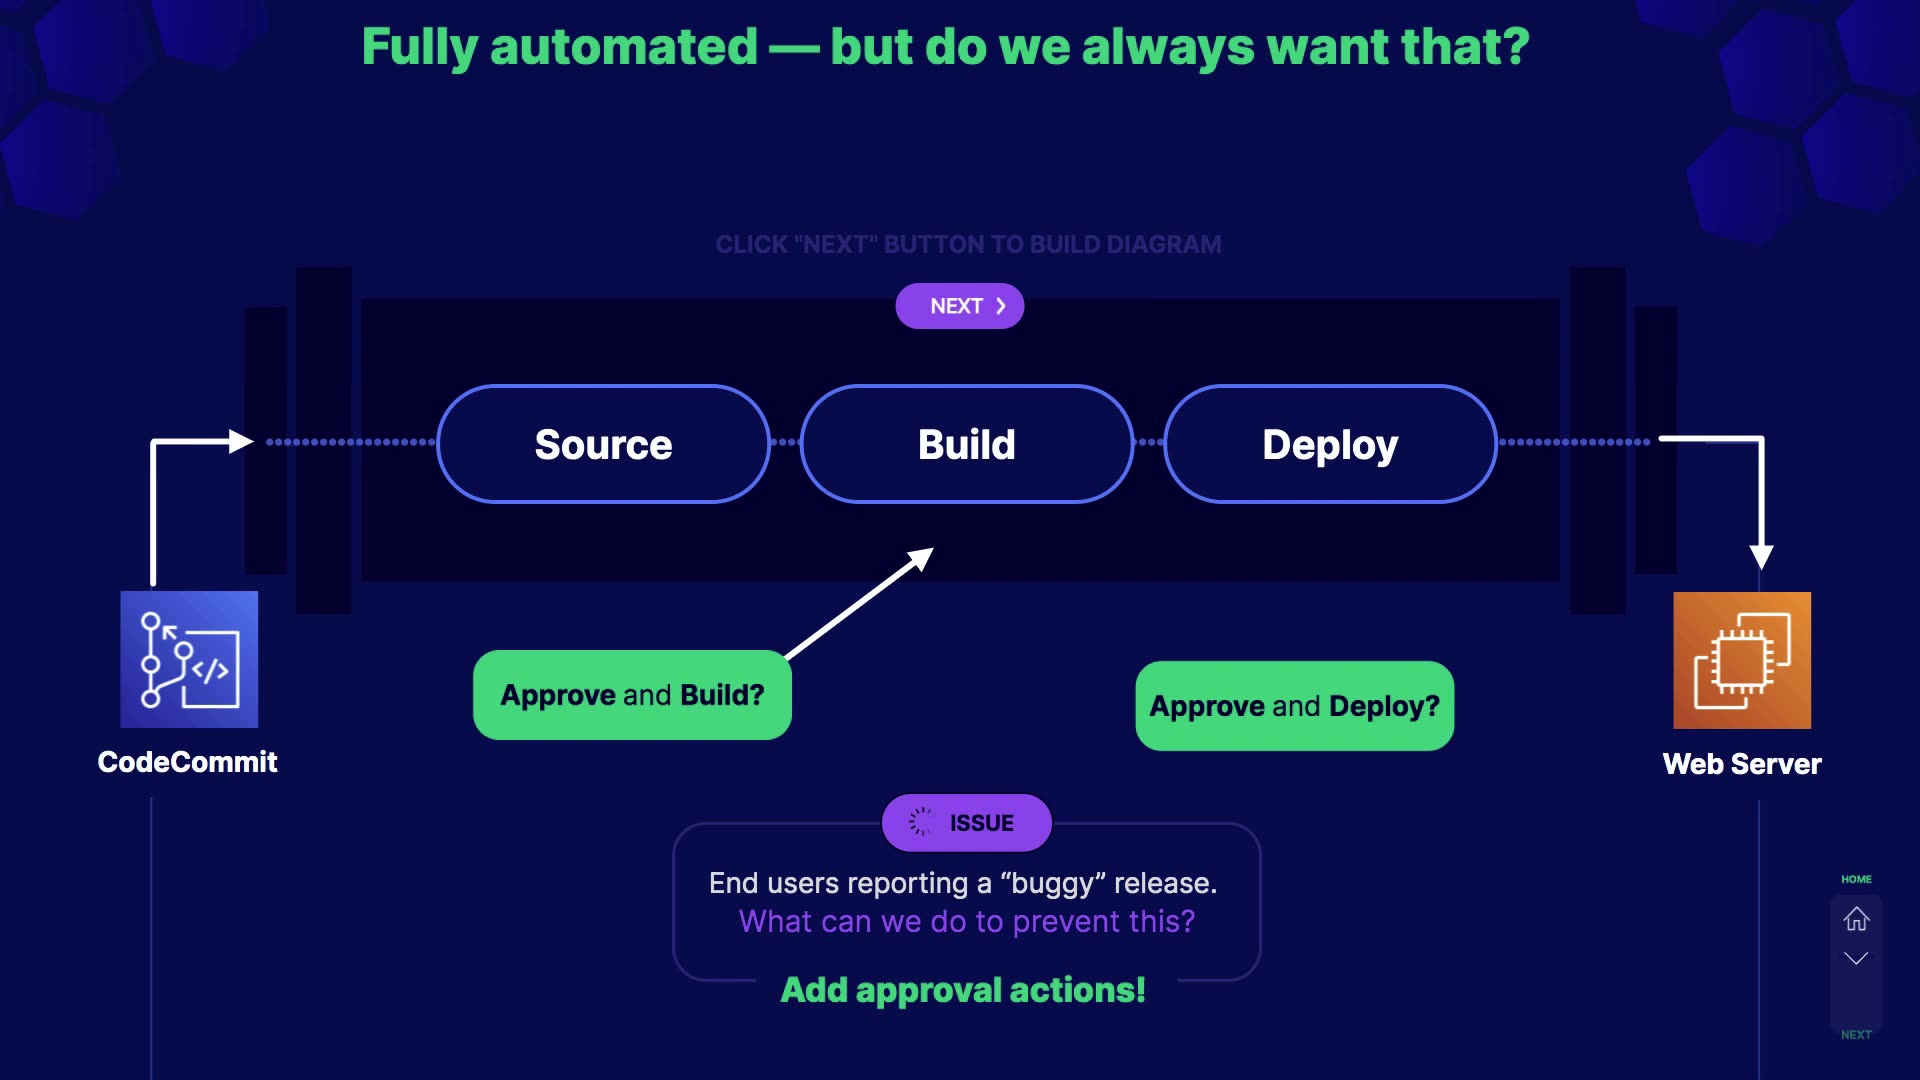 Fully automated — but do we always want that?
CLICK "NEXT" BUTTON TO BUILD DIAGRAM
NEXT
Source
Build
Deploy
Approve and Build?
Approve and Deploy?
CodeCommit
Web Server
ISSUE
End users reporting a “buggy” release.
What can we do to prevent this?
Add approval actions!
HOME
NEXT